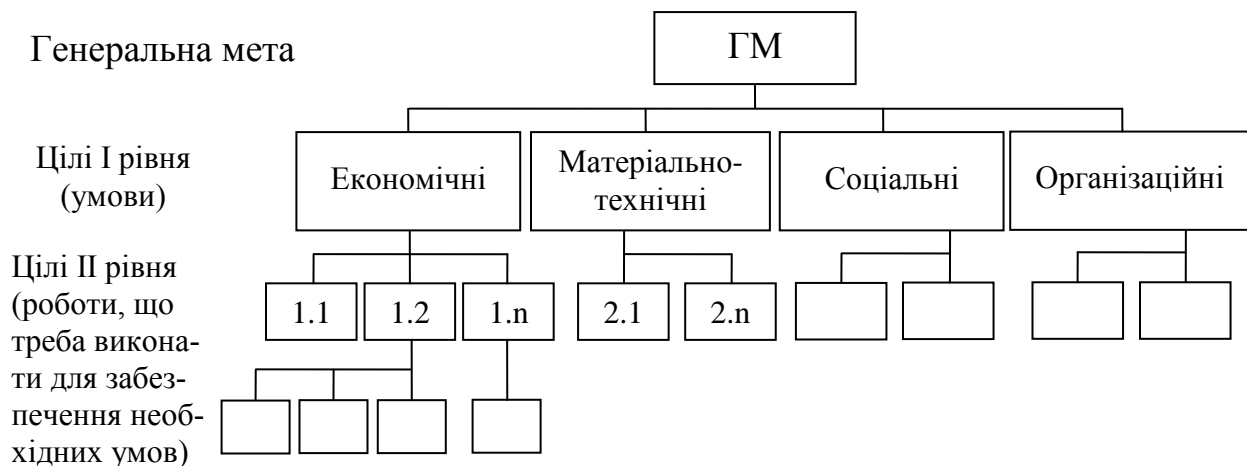 Генеральна мета
ГМ
Цілі І рівня
(умови)
Економічні
Матеріально-
технічні
Соціальні
Організаційні
Цілі ІІ рівня
(роботи, що
треба викона-
ти для забез-
печення необ-
хідних умов)
1.1
1.2
1.n
2.1
2.n